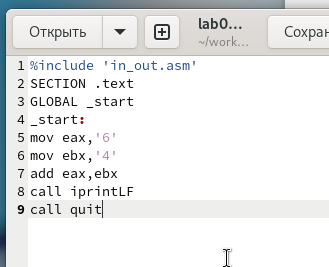 Открыть
lab0...
~/work...
Сохран
1 %include 'in_out.asm'
2 SECTION .text
3 GLOBAL _start
4 _start:
5 mov eax,'6'
6 mov ebx,'4'
7 add eax,ebx
8 call iprintLF
9 call quit